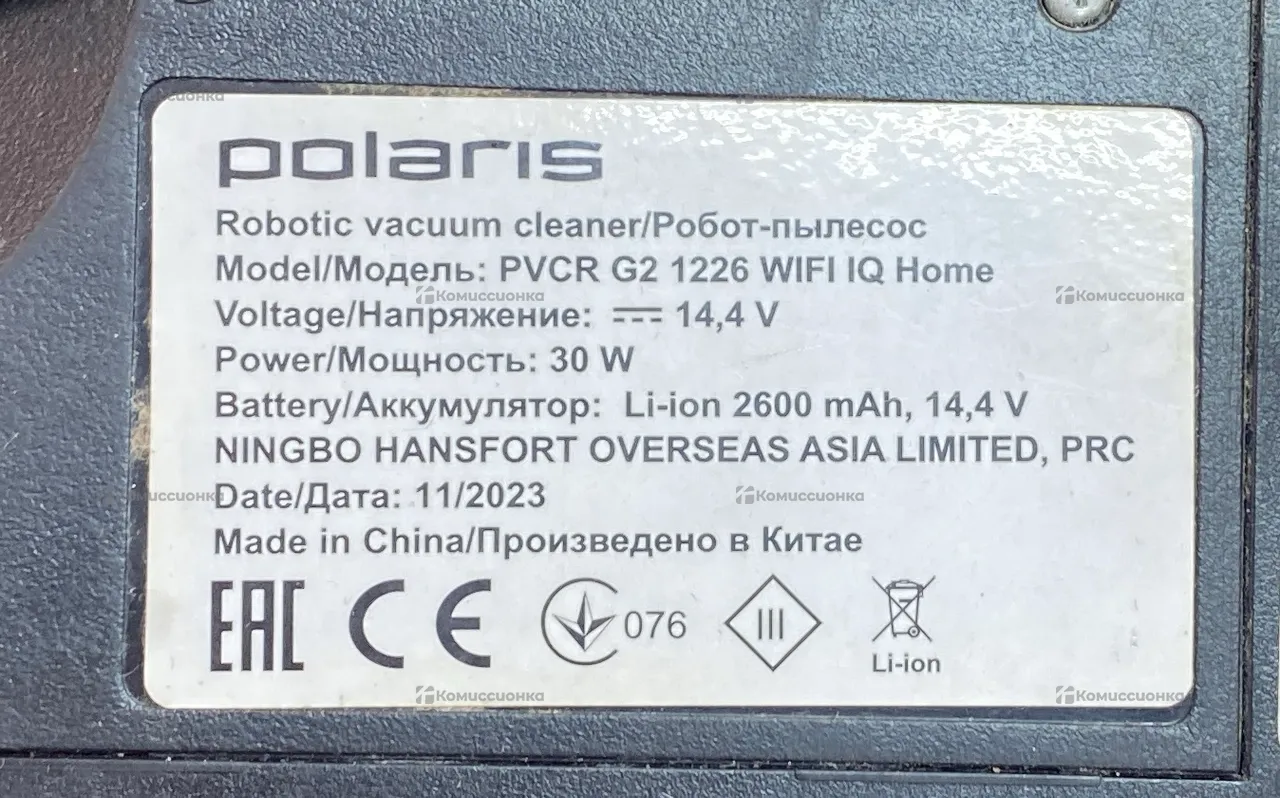 polaris
Robotic vacuum cleaner/Робот-пылесос
Model/Модель: PVCR G2 1226 WIFI IQ Home
Voltage/Напряжение: ⎓ 14,4 V
Power/Мощность: 30 W
Battery/Аккумулятор: Li-ion 2600 mAh, 14,4 V
NINGBO HANSFORT OVERSEAS ASIA LIMITED, PRC
Date/Дата: 11/2023
Made in China/Произведено в Китае
EAC CE 076 III
Li-ion
Комиссионка
Комиссионка
Комиссионка
Комиссионка
Комиссионка